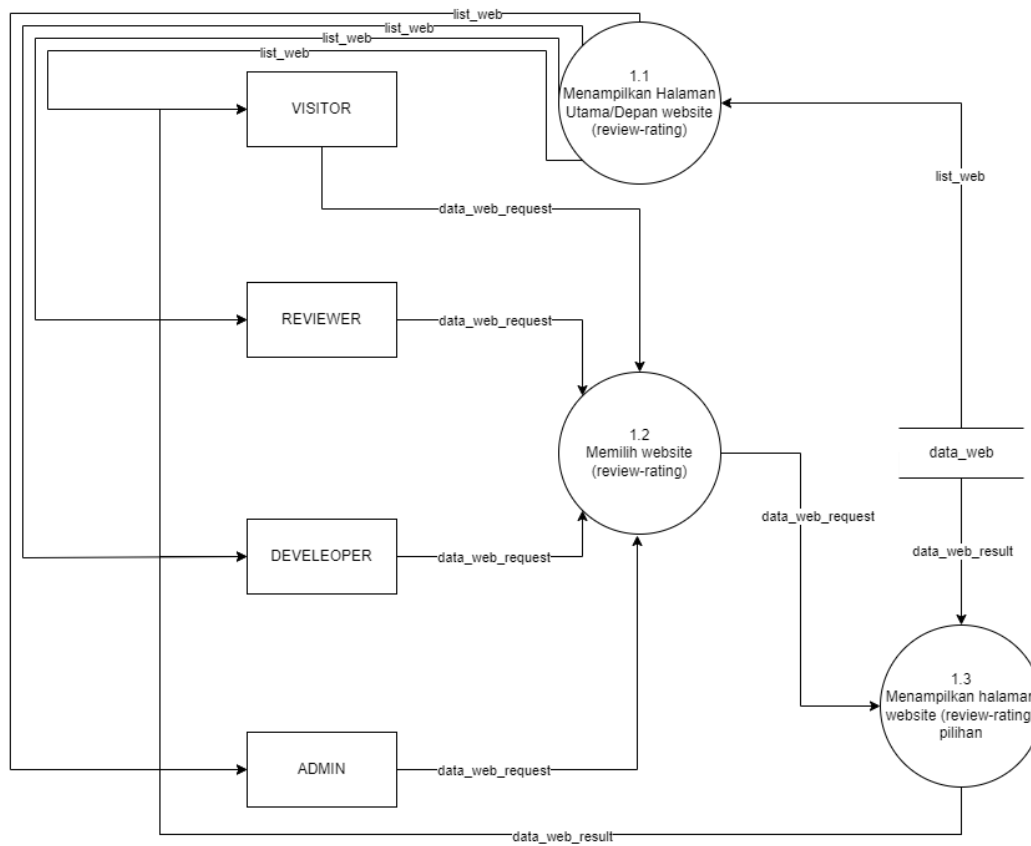 list_web
list_web
list_web
list_web
VISITOR
1.1
Menampilkan Halaman
Utama/Depan website
(review-rating)
list_web
data_web_request
REVIEWER
data_web_request
1.2
Memilih website
(review-rating)
data_web
data_web_request
DEVELEOPER
data_web_request
data_web_result
1.3
Menampilkan halaman
website (review-rating
pilihan
ADMIN
data_web_request
data_web_result